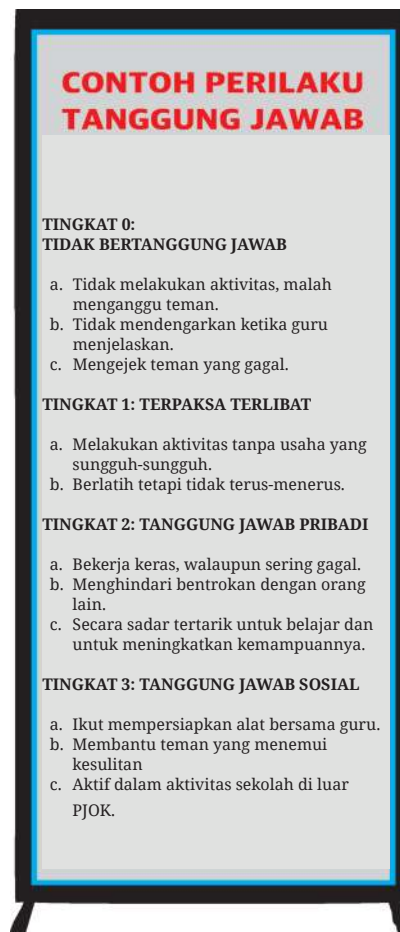 CONTOH PERILAKU
TANGGUNG JAWAB
TINGKAT 0:
TIDAK BERTANGGUNG JAWAB
a. Tidak melakukan aktivitas, malah
menganggu teman.
b. Tidak mendengarkan ketika guru
menjelaskan.
c. Mengejek teman yang gagal.
TINGKAT 1: TERPAKSA TERLIBAT
a. Melakukan aktivitas tanpa usaha yang
sungguh-sungguh.
b. Berlatih tetapi tidak terus-menerus.
TINGKAT 2: TANGGUNG JAWAB PRIBADI
a. Bekerja keras, walaupun sering gagal.
b. Menghindari bentrokan dengan orang
lain.
c. Secara sadar tertarik untuk belajar dan
untuk meningkatkan kemampuannya.
TINGKAT 3: TANGGUNG JAWAB SOSIAL
a. Ikut mempersiapkan alat bersama guru.
b. Membantu teman yang menemui
kesulitan
c. Aktif dalam aktivitas sekolah di luar
PJOK.